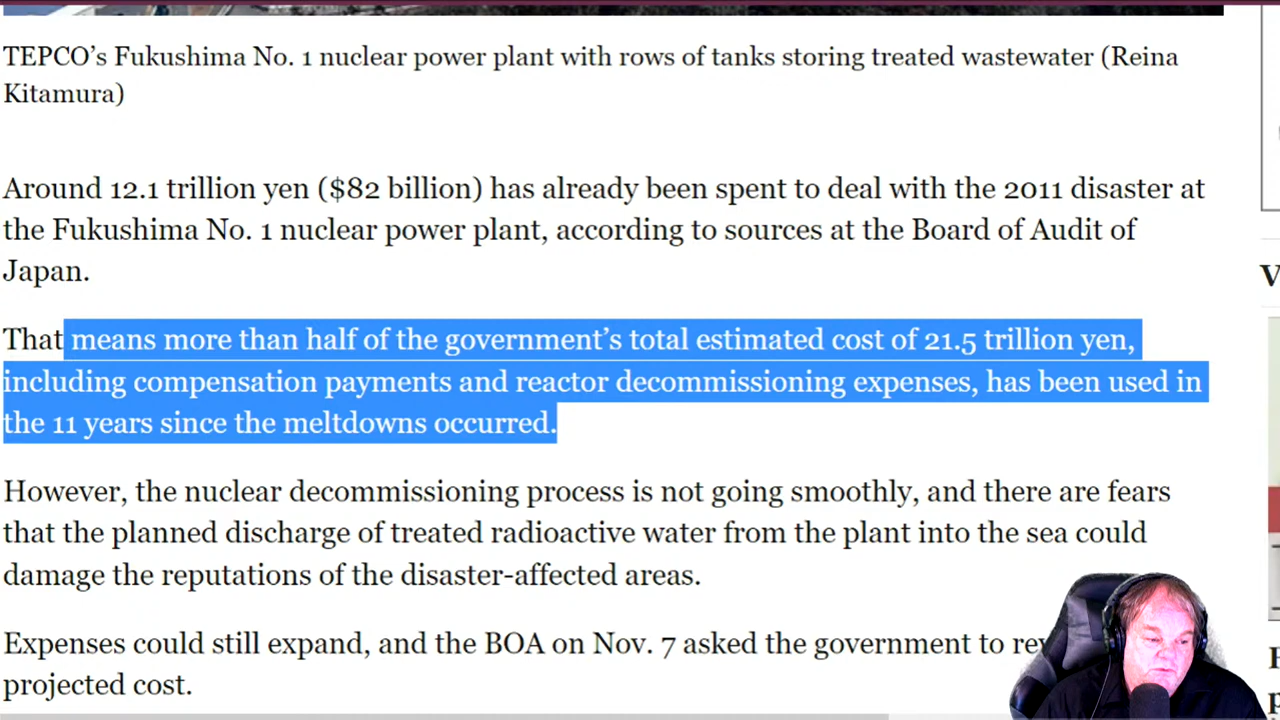 TEPCO’s Fukushima No. 1 nuclear power plant with rows of tanks storing treated wastewater (Reina
Kitamura)
Around 12.1 trillion yen ($82 billion) has already been spent to deal with the 2011 disaster at
the Fukushima No. 1 nuclear power plant, according to sources at the Board of Audit of
Japan.
That means more than half of the government’s total estimated cost of 21.5 trillion yen,
including compensation payments and reactor decommissioning expenses, has been used in
the 11 years since the meltdowns occurred.
However, the nuclear decommissioning process is not going smoothly, and there are fears
that the planned discharge of treated radioactive water from the plant into the sea could
damage the reputations of the disaster-affected areas.
Expenses could still expand, and the BOA on Nov. 7 asked the government to
projected cost.